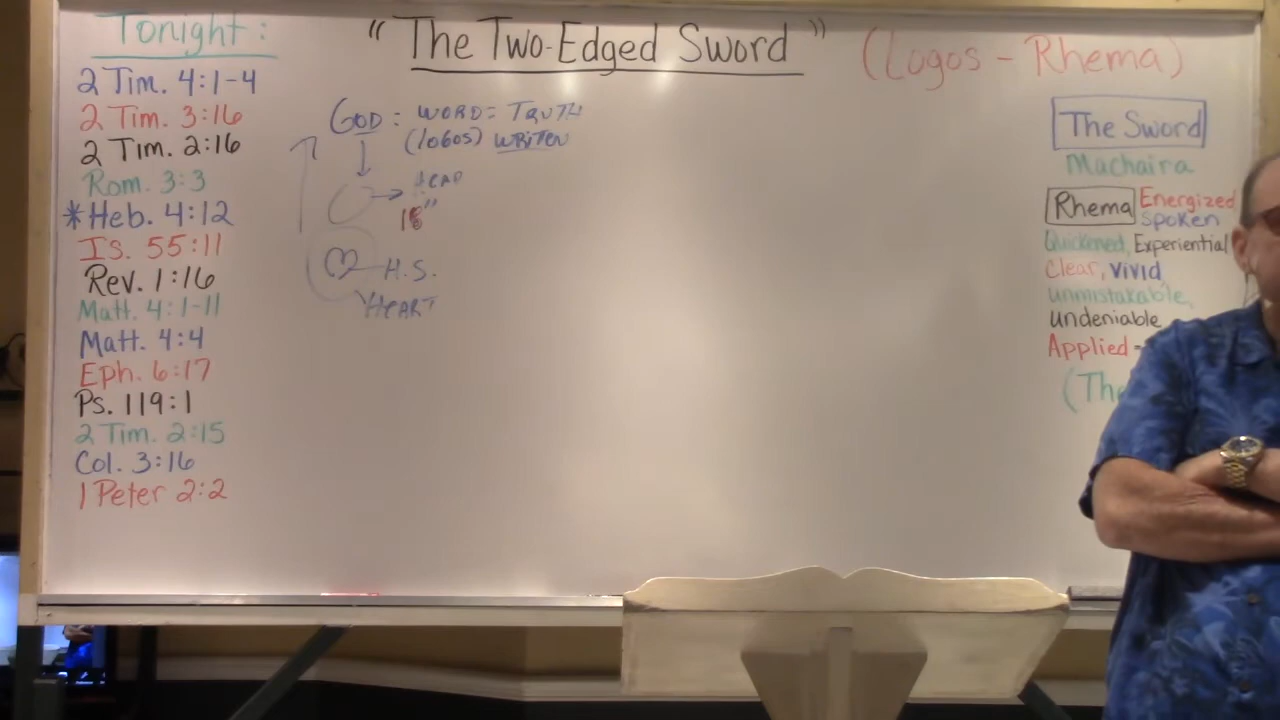 Tonight:
2 Tim. 4:1-4
2 Tim. 3:16
2 Tim. 2:16
Rom. 3:3
*Heb. 4:12
Is. 55:11
Rev. 1:16
Matt. 4:1-11
Matt. 4:4
Eph. 6:17
Ps. 119:1
2 Tim. 2:15
Col. 3:16
1 Peter 2:2
"The Two-Edged Sword" (Logos - Rhema)
GOD: WORD = TRUTH
(logos) WRITTEN
18"
H.S.
HEART
The Sword
Machaira
Rhema Energized
spoken
Quickened, Experiential
Clear, Vivid,
unmistakable,
undeniable
Applied -
(The